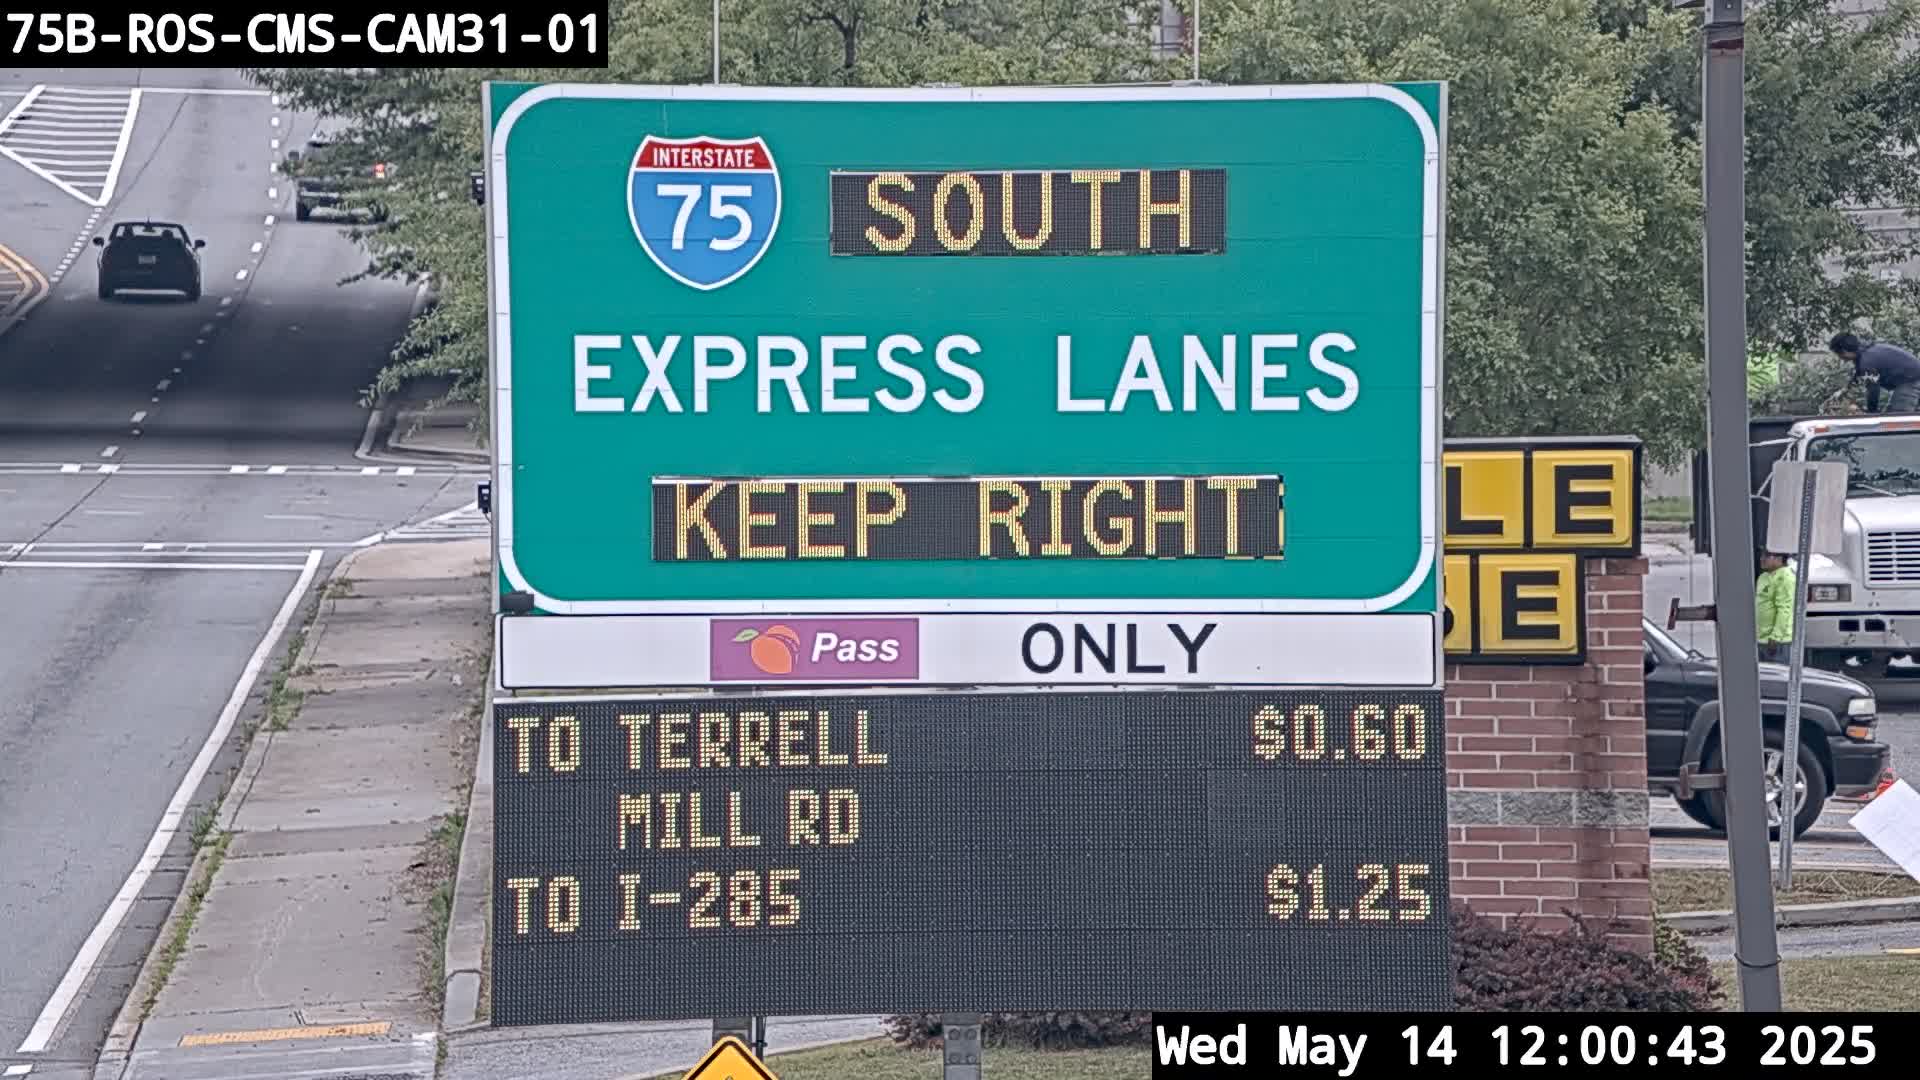 75B-ROS-CMS-CAM31-01
INTERSTATE
75
SOUTH
EXPRESS LANES
KEEP RIGHT
Pass ONLY
TO TERRELL $0.60
MILL RD
TO I-285 $1.25
LE
E
Wed May 14 12:00:43 2025